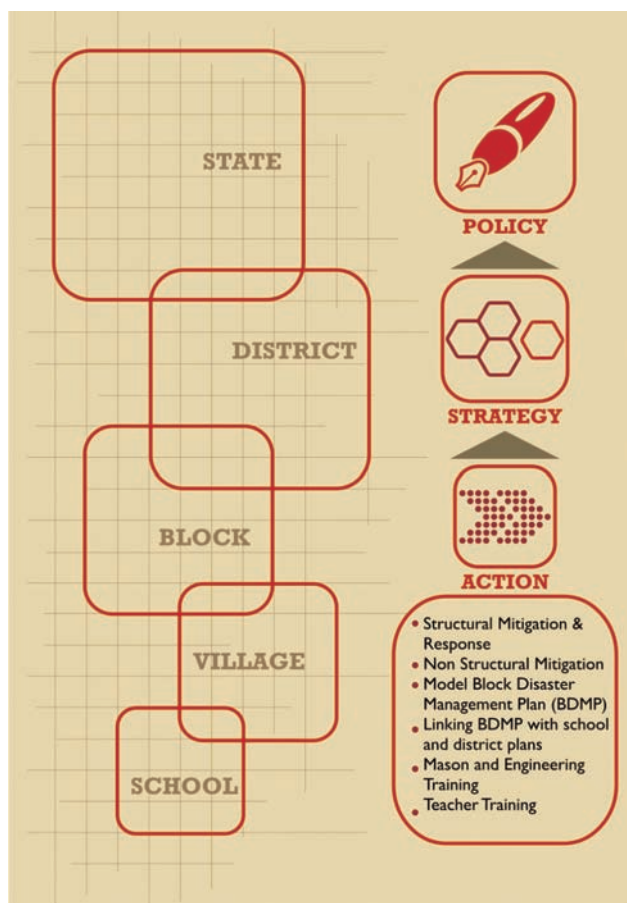 STATE
DISTRICT
BLOCK
VILLAGE
SCHOOL
POLICY
STRATEGY
ACTION
• Structural Mitigation &
Response
• Non Structural Mitigation
• Model Block Disaster
Management Plan (BDMP)
• Linking BDMP with school
and district plans
• Mason and Engineering
Training
• Teacher Training